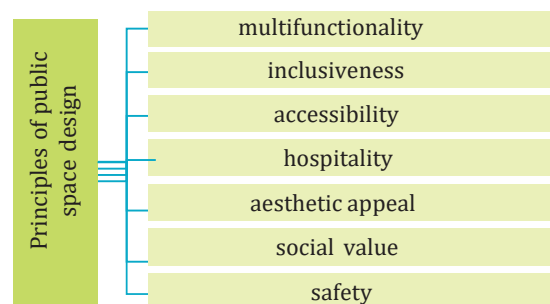 Principles of public
space design
multifunctionality
inclusiveness
accessibility
hospitality
aesthetic appeal
social value
safety